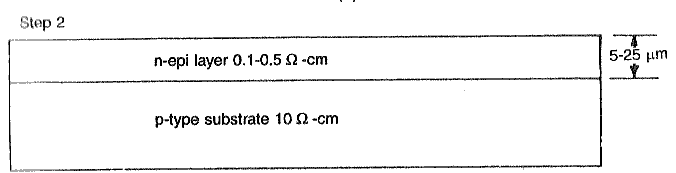 Step 2
n-epi layer 0.1-0.5 Ω -cm
5-25 μm
p-type substrate 10 Ω -cm